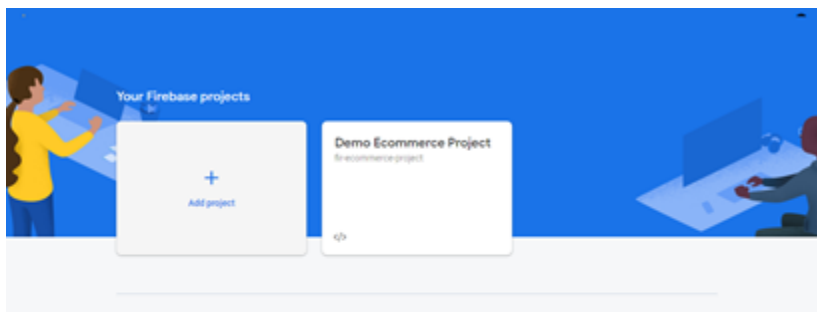 Your Firebase projects
+
Add project
Demo Ecommerce Project
fir-ecommerce-project
</>